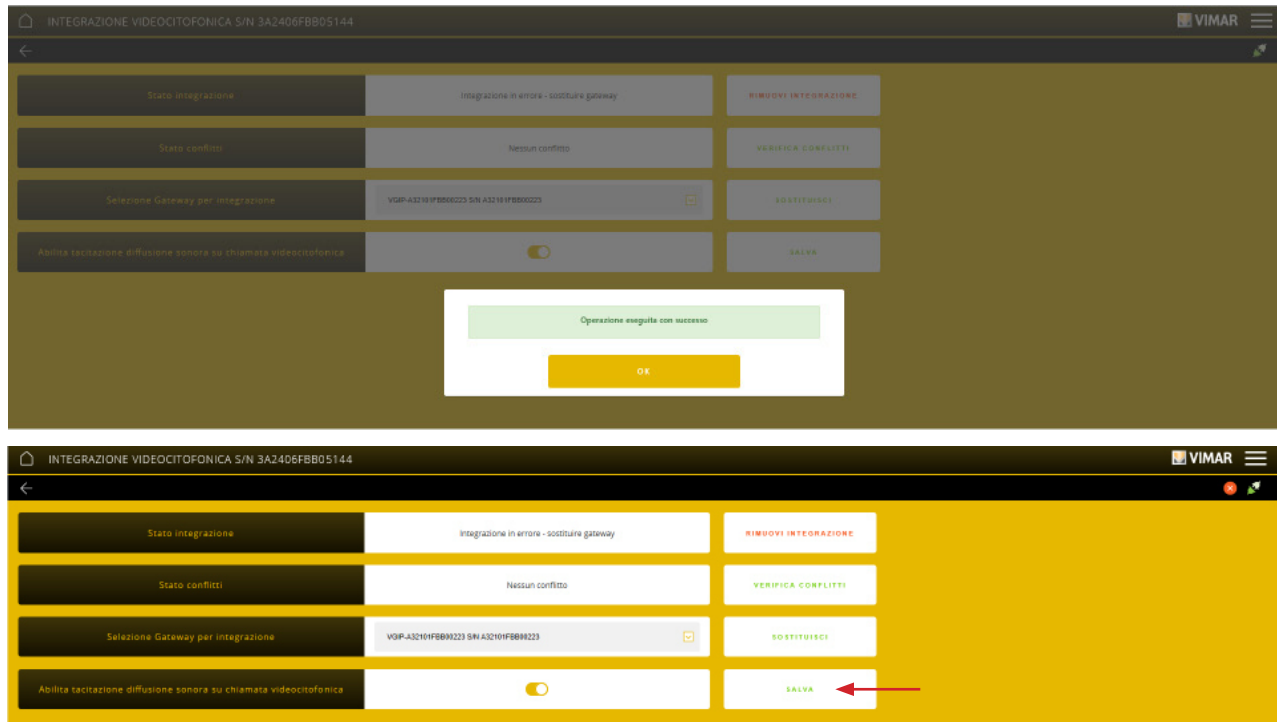 INTEGRAZIONE VIDEOCITOFONICA S/N 3A2406FBB05144
VIMAR
Stato integrazione
Integrazione in errore - sostituire gateway
RIMUOVI INTEGRAZIONE
Stato conflitti
Nessun conflitto
VERIFICA CONFLITTI
Selezione Gateway per integrazione
VGIP-A32101FBB00223 S/N A32101FBB00223
SOSTITUISCI
Abilita tacitazione diffusione sonora su chiamata videocitofonica
SALVA
Operazione eseguita con successo
OK
INTEGRAZIONE VIDEOCITOFONICA S/N 3A2406FBB05144
VIMAR
Stato integrazione
Integrazione in errore - sostituire gateway
RIMUOVI INTEGRAZIONE
Stato conflitti
Nessun conflitto
VERIFICA CONFLITTI
Selezione Gateway per integrazione
VGIP-A32101FBB00223 S/N A32101FBB00223
SOSTITUISCI
Abilita tacitazione diffusione sonora su chiamata videocitofonica
SALVA